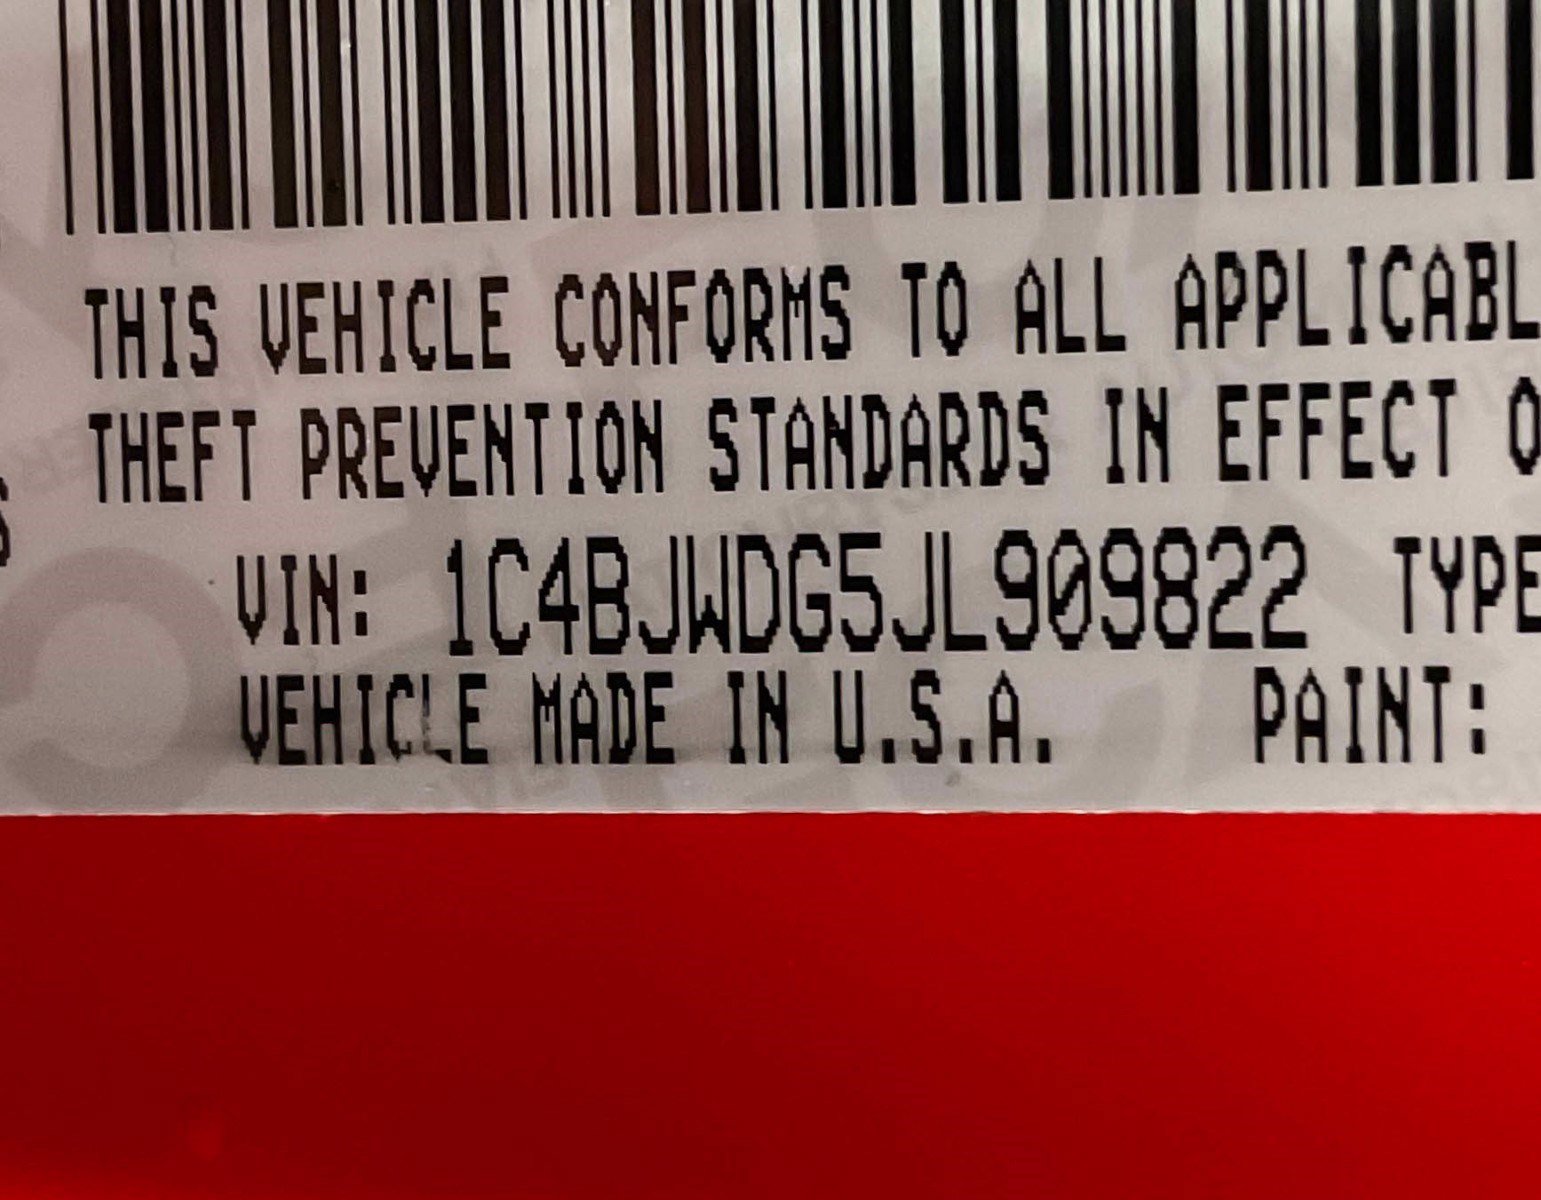 THIS VEHICLE CONFORMS TO ALL APPLICABL
THEFT PREVENTION STANDARDS IN EFFECT O
VIN: 1C4BJWDG5JL909822 TYPE
VEHICLE MADE IN U.S.A. PAINT: